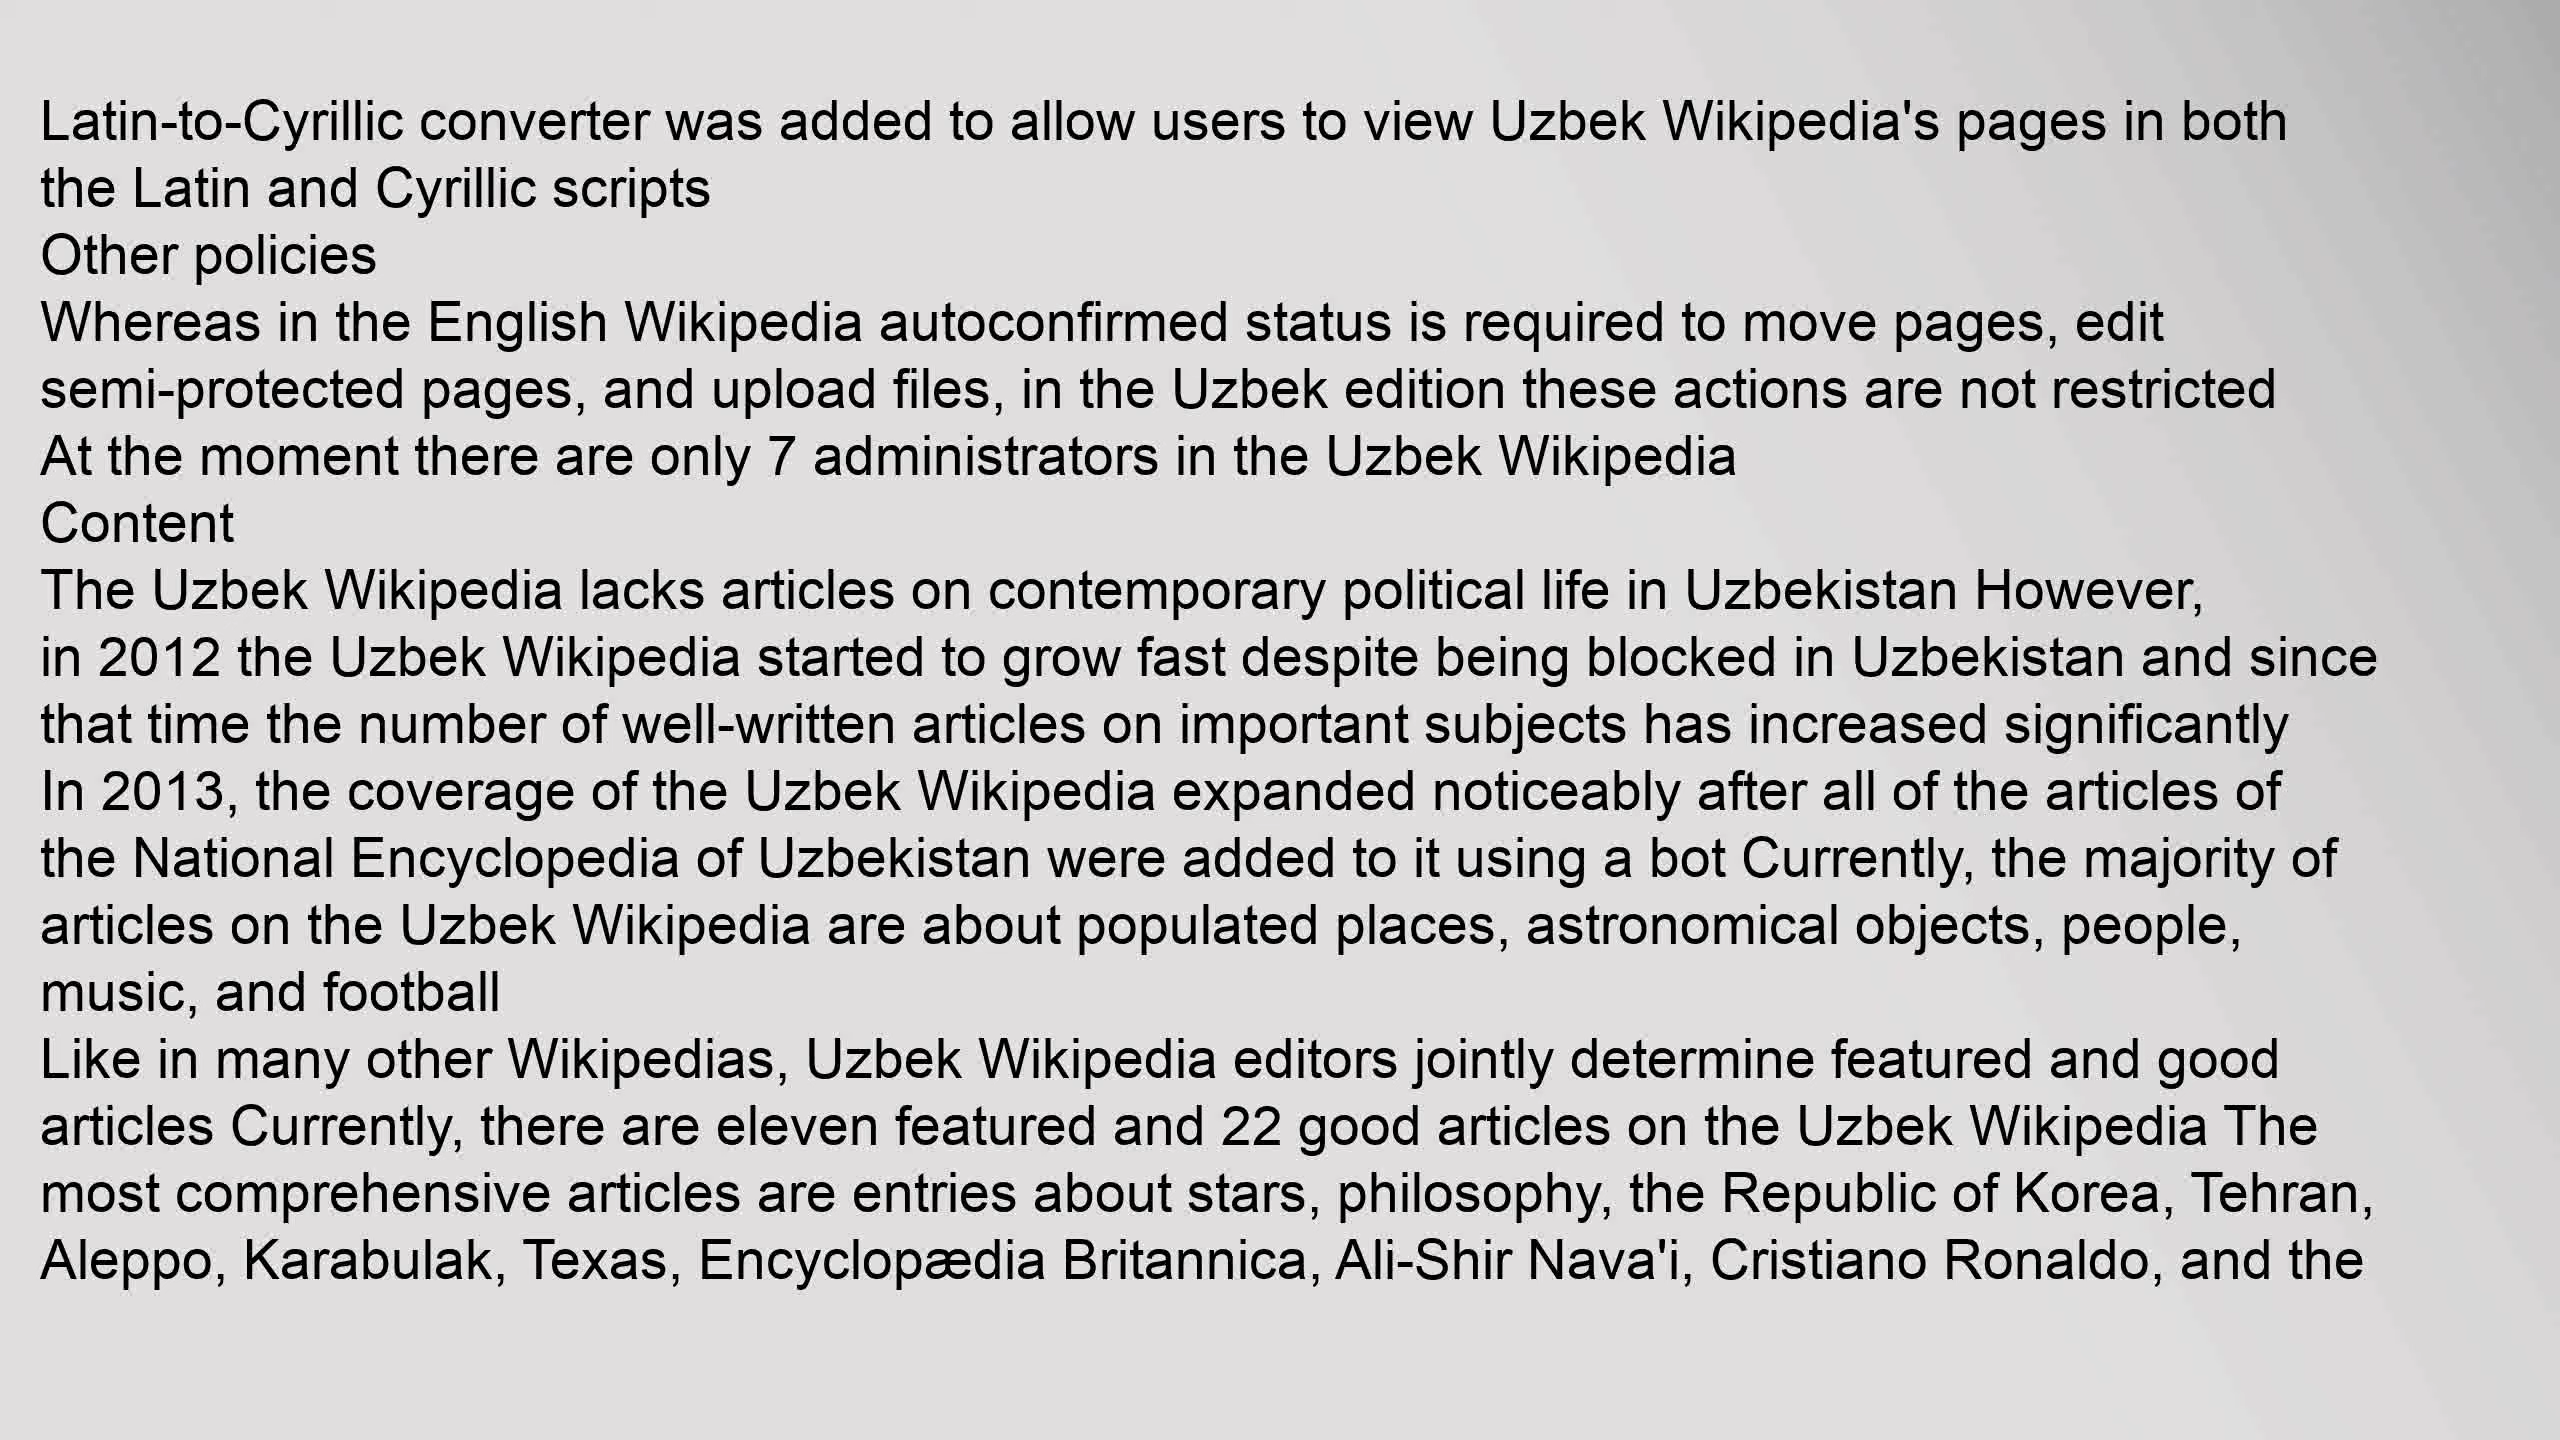 Latin-to-Cyrillic converter was added to allow users to view Uzbek Wikipedia's pages in both
the Latin and Cyrillic scripts
Other policies
Whereas in the English Wikipedia autoconfirmed status is required to move pages, edit
semi-protected pages, and upload files, in the Uzbek edition these actions are not restricted
At the moment there are only 7 administrators in the Uzbek Wikipedia
Content
The Uzbek Wikipedia lacks articles on contemporary political life in Uzbekistan However,
in 2012 the Uzbek Wikipedia started to grow fast despite being blocked in Uzbekistan and since
that time the number of well-written articles on important subjects has increased significantly
In 2013, the coverage of the Uzbek Wikipedia expanded noticeably after all of the articles of
the National Encyclopedia of Uzbekistan were added to it using a bot Currently, the majority of
articles on the Uzbek Wikipedia are about populated places, astronomical objects, people,
music, and football
Like in many other Wikipedias, Uzbek Wikipedia editors jointly determine featured and good
articles Currently, there are eleven featured and 22 good articles on the Uzbek Wikipedia The
most comprehensive articles are entries about stars, philosophy, the Republic of Korea, Tehran,
Aleppo, Karabulak, Texas, Encyclopædia Britannica, Ali-Shir Nava'i, Cristiano Ronaldo, and the